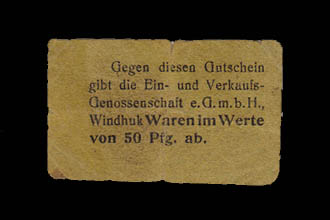 Gegen diesen Gutschein
gibt die Ein- und Verkaufs-
Genossenschaft e.G.m.b.H.,
Windhuk Waren im Werte
von 50 Pfg. ab.